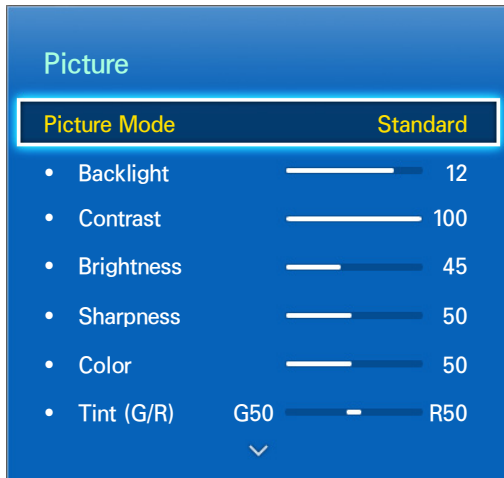 Picture
Picture Mode Standard
• Backlight 12
• Contrast 100
• Brightness 45
• Sharpness 50
• Color 50
• Tint (G/R) G50 R50